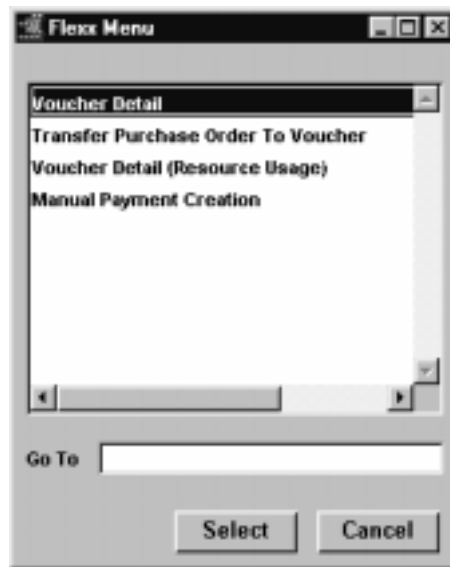 Flexx Menu
Voucher Detail
Transfer Purchase Order To Voucher
Voucher Detail (Resource Usage)
Manual Payment Creation
Go To
Select Cancel